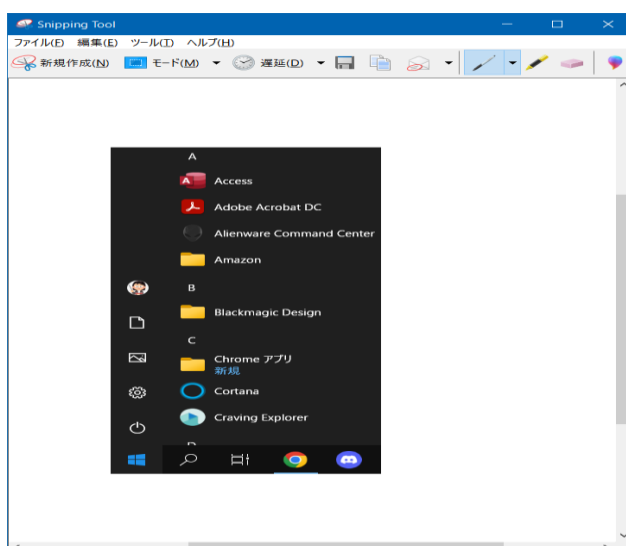 Snipping Tool
ファイル(F) 編集(E) ツール(T) ヘルプ(H)
新規作成(N) モード(M) 遅延(D)
A
Access
Adobe Acrobat DC
Alienware Command Center
Amazon
B
Blackmagic Design
C
Chrome アプリ
新規
Cortana
Craving Explorer